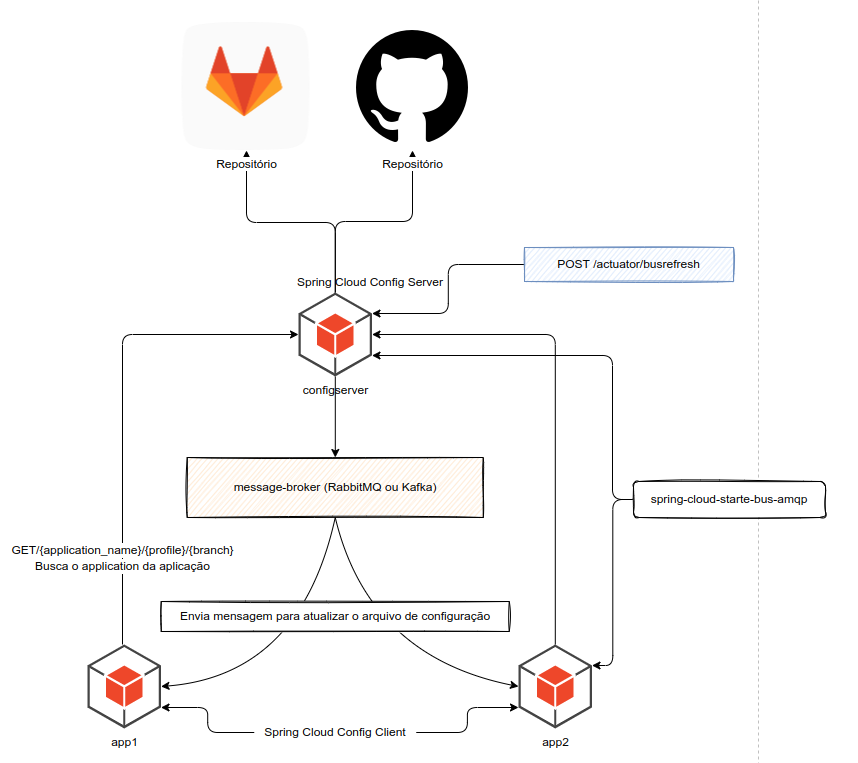 Repositório
Repositório
POST /actuator/busrefresh
Spring Cloud Config Server
configserver
message-broker (RabbitMQ ou Kafka)
spring-cloud-starte-bus-amqp
GET/{application_name}/{profile}/{branch}
Busca o application da aplicação
Envia mensagem para atualizar o arquivo de configuração
Spring Cloud Config Client
app1
app2